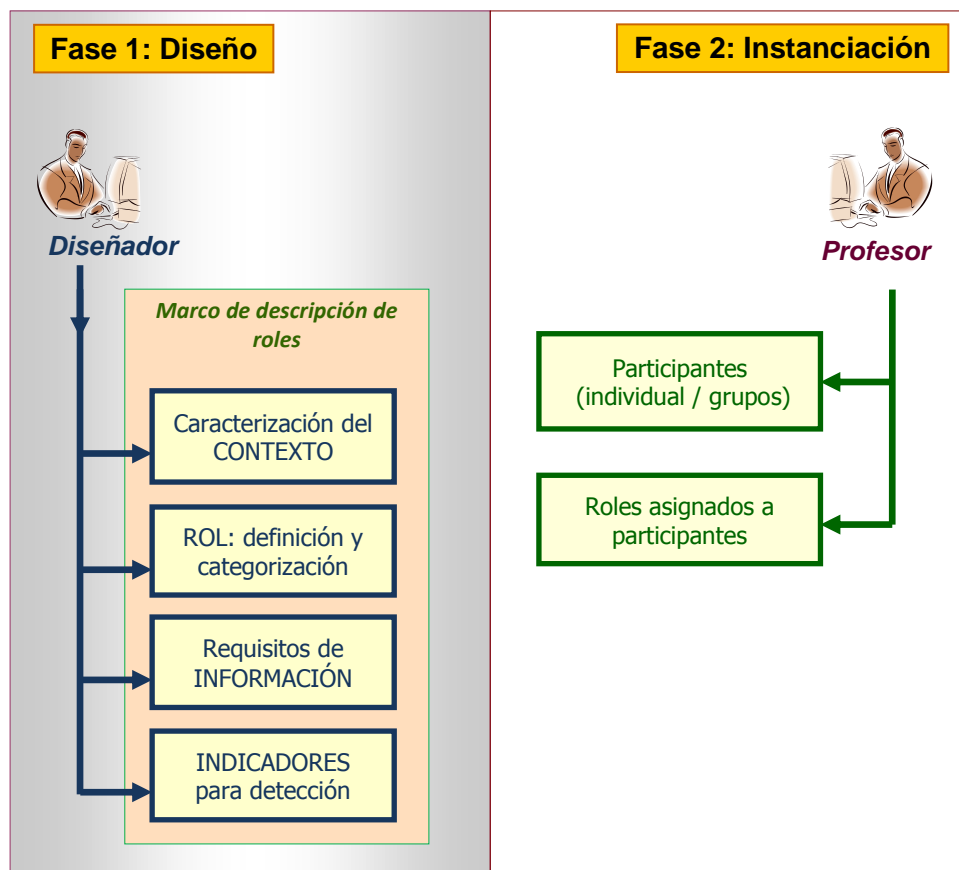 Fase 1: Diseño
Diseñador
Marco de descripción de
roles
Caracterización del
CONTEXTO
ROL: definición y
categorización
Requisitos de
INFORMACIÓN
INDICADORES
para detección
Fase 2: Instanciación
Profesor
Participantes
(individual / grupos)
Roles asignados a
participantes